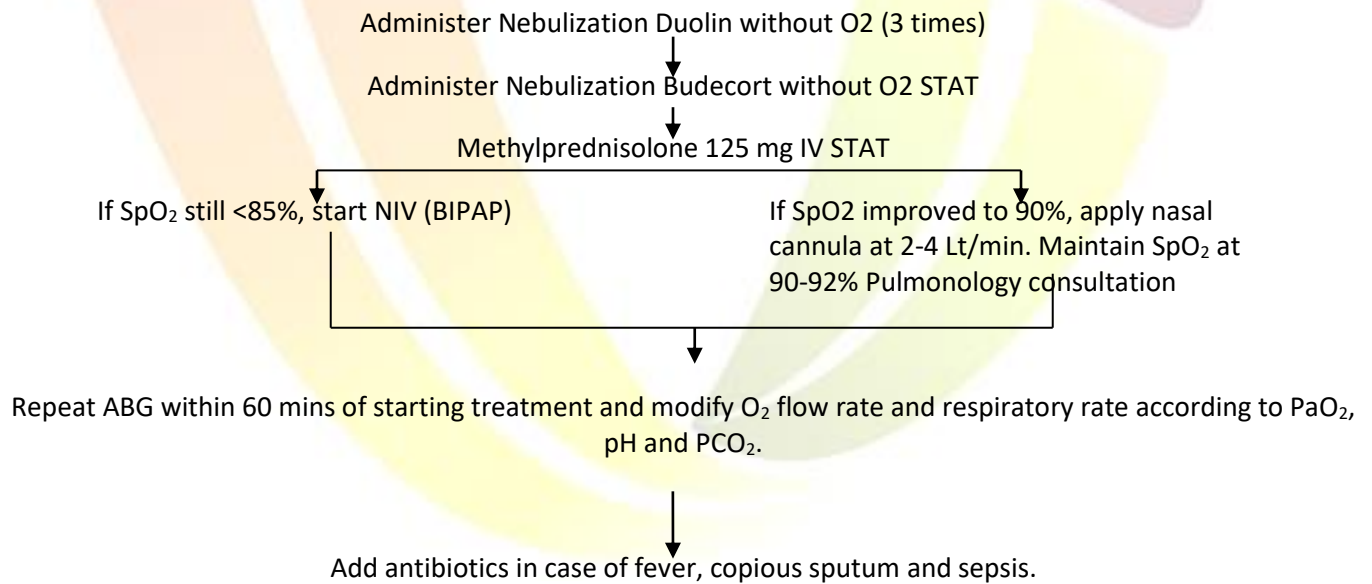 Administer Nebulization Duolin without O2 (3 times)
Administer Nebulization Budecort without O2 STAT
Methylprednisolone 125 mg IV STAT
If SpO₂ still <85%, start NIV (BIPAP)
If SpO2 improved to 90%, apply nasal
cannula at 2-4 Lt/min. Maintain SpO₂ at
90-92% Pulmonology consultation
Repeat ABG within 60 mins of starting treatment and modify O₂ flow rate and respiratory rate according to PaO₂,
pH and PCO₂.
Add antibiotics in case of fever, copious sputum and sepsis.